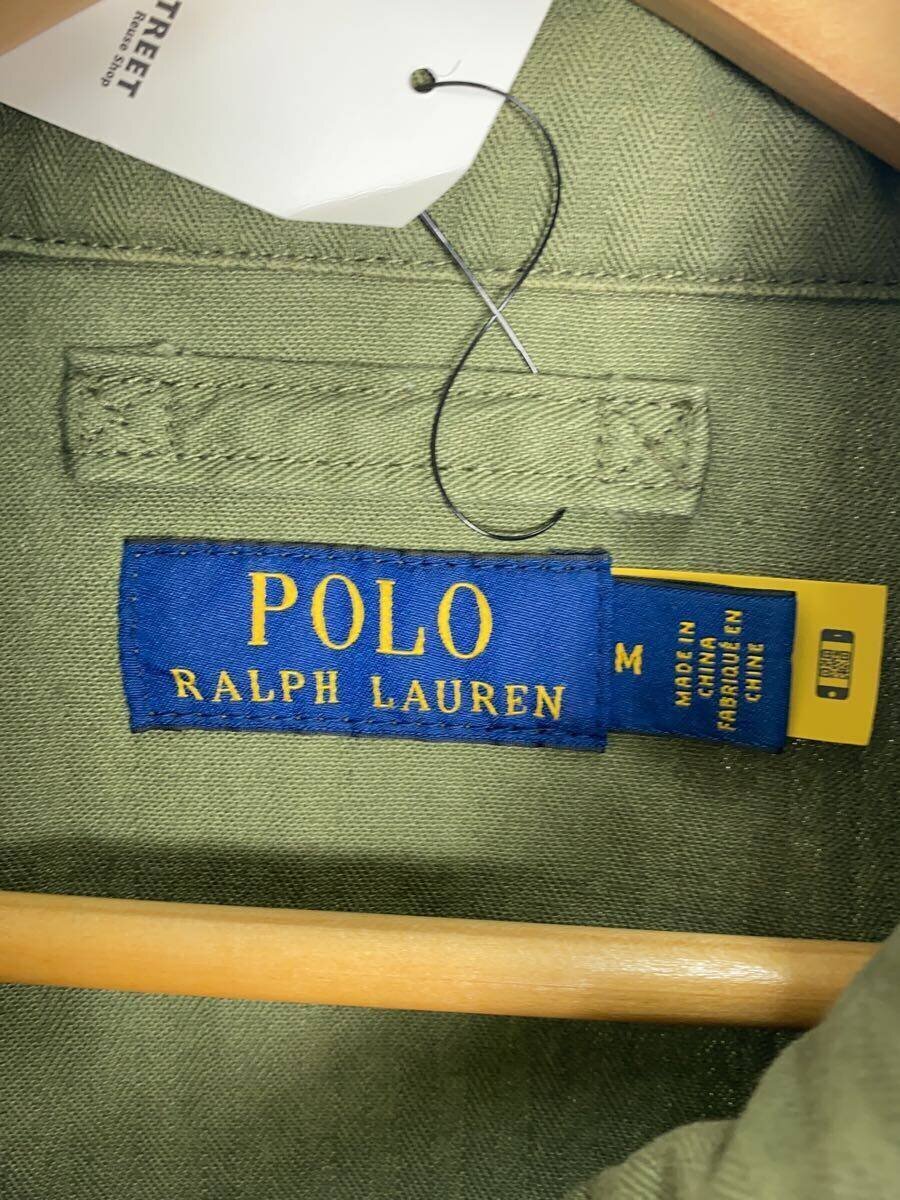 TREET
Reuse Shop
POLO
RALPH LAUREN
M
MADE IN
CHINA
FABRIQUÉ EN
CHINE